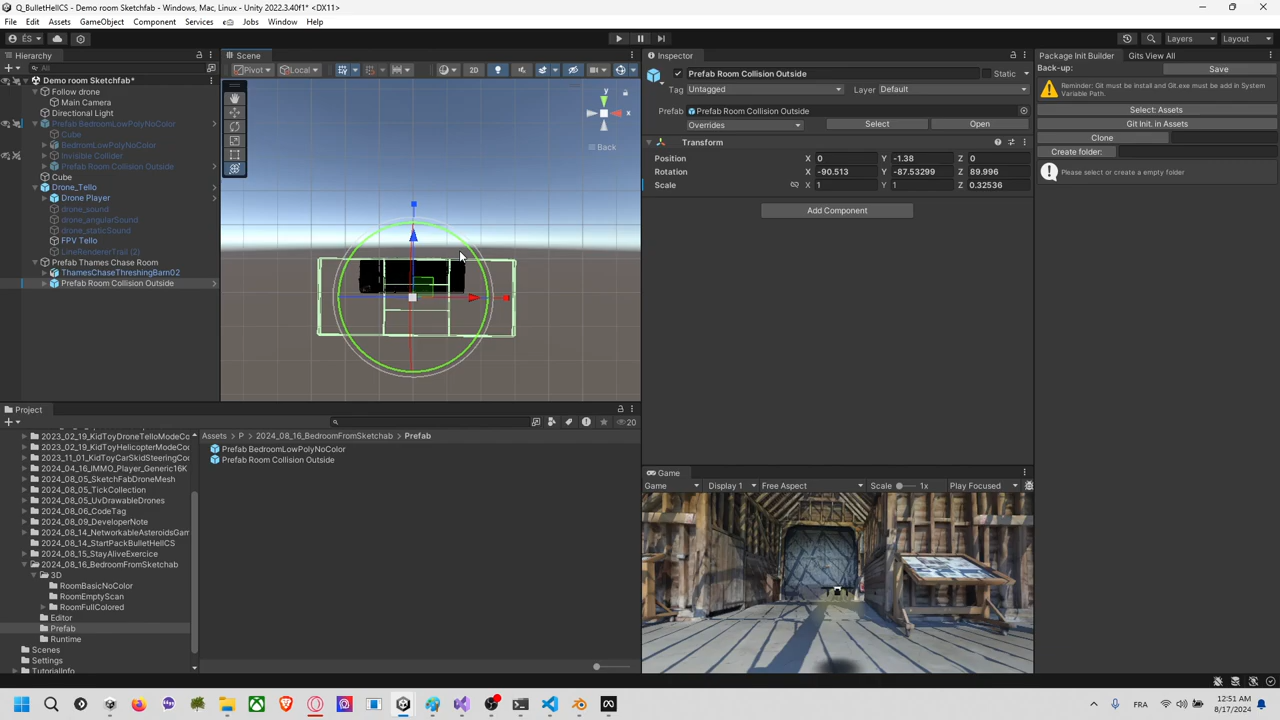 Q_BulletHellCS - Demo room Sketchfab - Windows, Mac, Linux - Unity 2022.3.40f1* <DX11>
File Edit Assets GameObject Component Services Jobs Window Help
ÉS Layers Layout
Hierarchy
All
Demo room Sketchfab*
Follow drone
Main Camera
Directional Light
Prefab BedroomLowPolyNoColor
Cube
BedrromLowPolyNoColor
Invisible Collider
Prefab Room Collision Outside
Cube
Drone_Tello
Drone Player
drone_sound
drone_angularSound
drone_staticSound
FPV Tello
LineRendererTrail (2)
Prefab Thames Chase Room
ThamesChaseThreshingBarn02
Prefab Room Collision Outside
Scene
Pivot Local 2D
y
x
Back
Inspector
Prefab Room Collision Outside Static
Tag Untagged Layer Default
Prefab Prefab Room Collision Outside
Overrides Select Open
Transform
Position X 0 Y -1.38 Z 0
Rotation X -90.513 Y -87.53299 Z 89.996
Scale X 1 Y 1 Z 0.32536
Add Component
Package Init Builder Gits View All
Back-up: Save
Reminder: Git must be install and Git.exe must be add in System
Variable Path.
Select: Assets
Git Init. in Assets
Clone
Create folder:
Please select or create a empty folder
Project
20
2023_02_19_KidToyDroneTelloModeCo
2023_02_19_KidToyHelicopterModeCo
2023_11_01_KidToyCarSkidSteeringCo
2024_04_16_IMMO_Player_Generic16K
2024_08_05_SketchFabDroneMesh
2024_08_05_TickCollection
2024_08_05_UvDrawableDrones
2024_08_06_CodeTag
2024_08_09_DeveloperNote
2024_08_14_NetworkableAsteroidsGam
2024_08_14_StartPackBulletHellCS
2024_08_15_StayAliveExercice
2024_08_16_BedroomFromSketchab
3D
RoomBasicNoColor
RoomEmptyScan
RoomFullColored
Editor
Prefab
Runtime
Scenes
Settings
TutorialInfo
Assets > P > 2024_08_16_BedroomFromSketchab > Prefab
Prefab BedroomLowPolyNoColor
Prefab Room Collision Outside
Game
Game Display 1 Free Aspect Scale 1x Play Focused
FRA 12:51 AM
8/17/2024